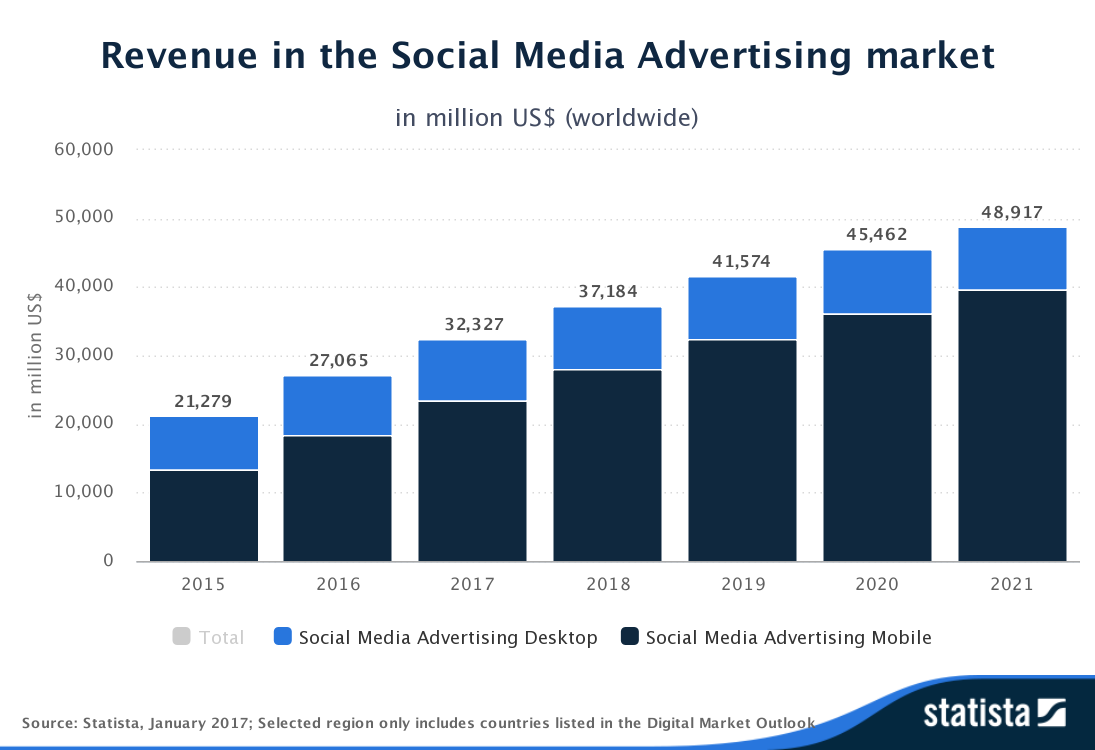 Revenue in the Social Media Advertising market
in million US$ (worldwide)
in million US$
60,000
50,000
40,000
30,000
20,000
10,000
0
21,279
27,065
32,327
37,184
41,574
45,462
48,917
2015 2016 2017 2018 2019 2020 2021
Total Social Media Advertising Desktop Social Media Advertising Mobile
Source: Statista, January 2017; Selected region only includes countries listed in the Digital Market Outlook
statista